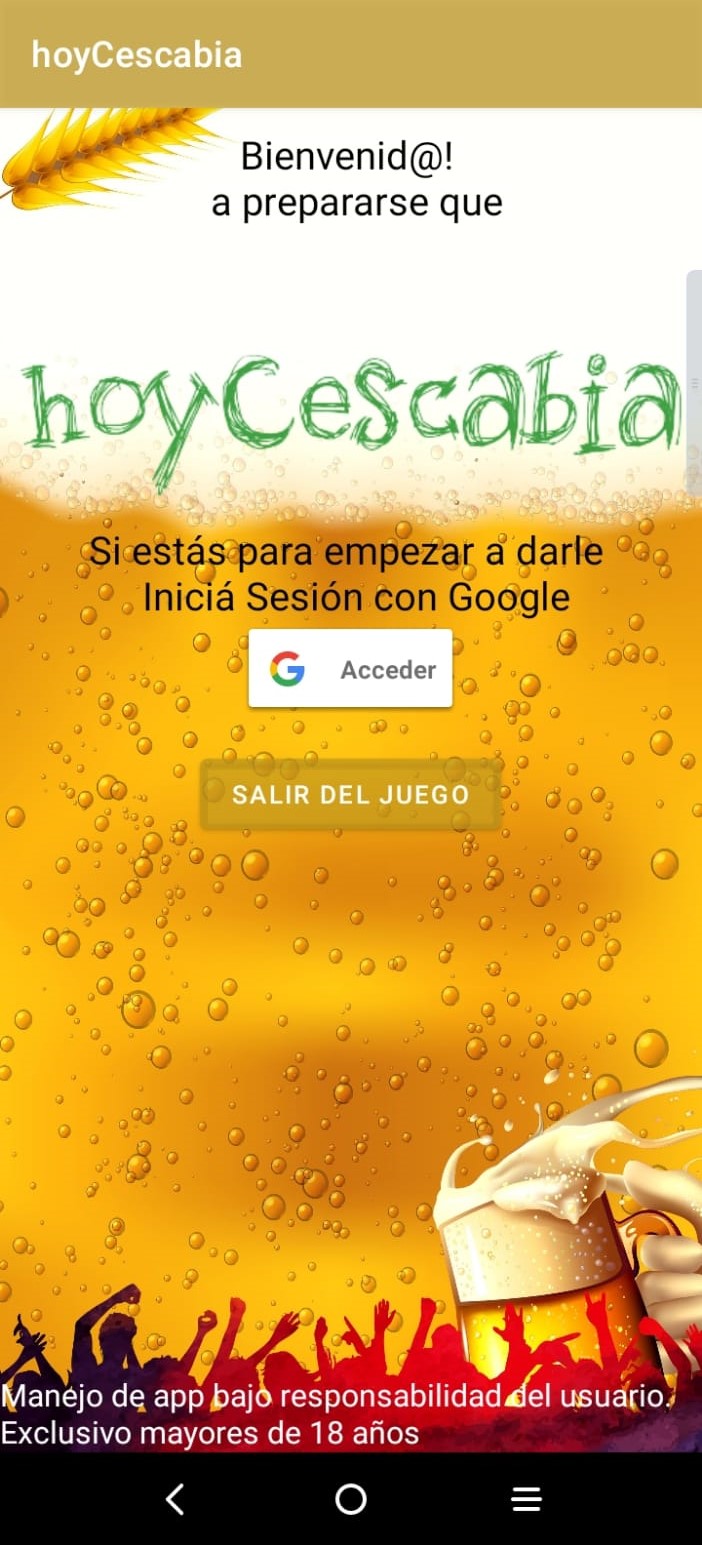 hoyCescabia
Bienvenid@!
a prepararse que
hoyCescabia
Si estás para empezar a darle
Iniciá Sesión con Google
Acceder
SALIR DEL JUEGO
Manejo de app bajo responsabilidad del usuario.
Exclusivo mayores de 18 años